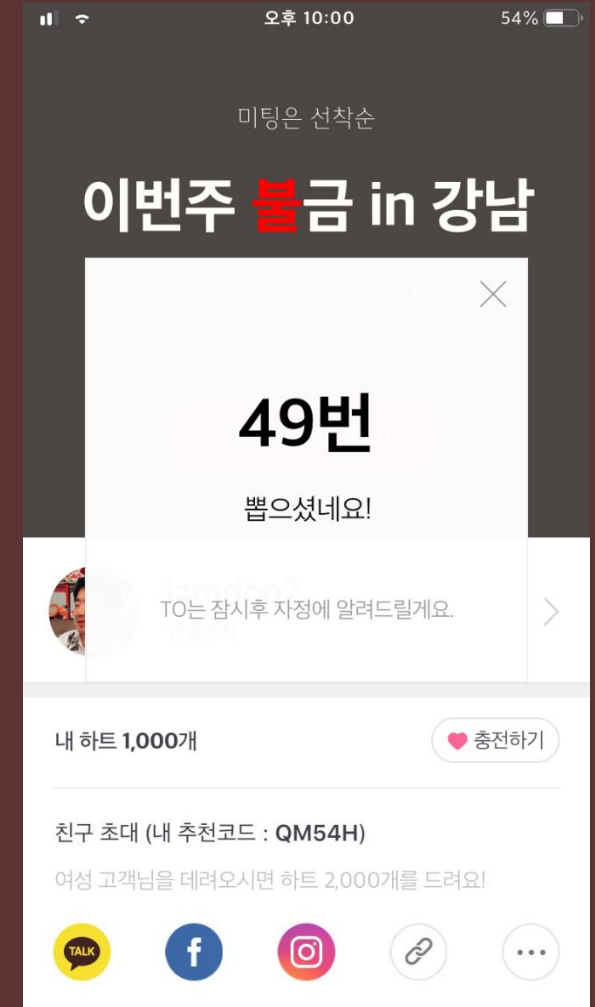 오후 10:00
54%
미팅은 선착순
이번주 불금 in 강남
49번
뽑으셨네요!
TO는 잠시후 자정에 알려드릴게요.
내 하트 1,000개
충전하기
친구 초대 (내 추천코드 : QM54H)
여성 고객님을 데려오시면 하트 2,000개를 드려요!
TALK